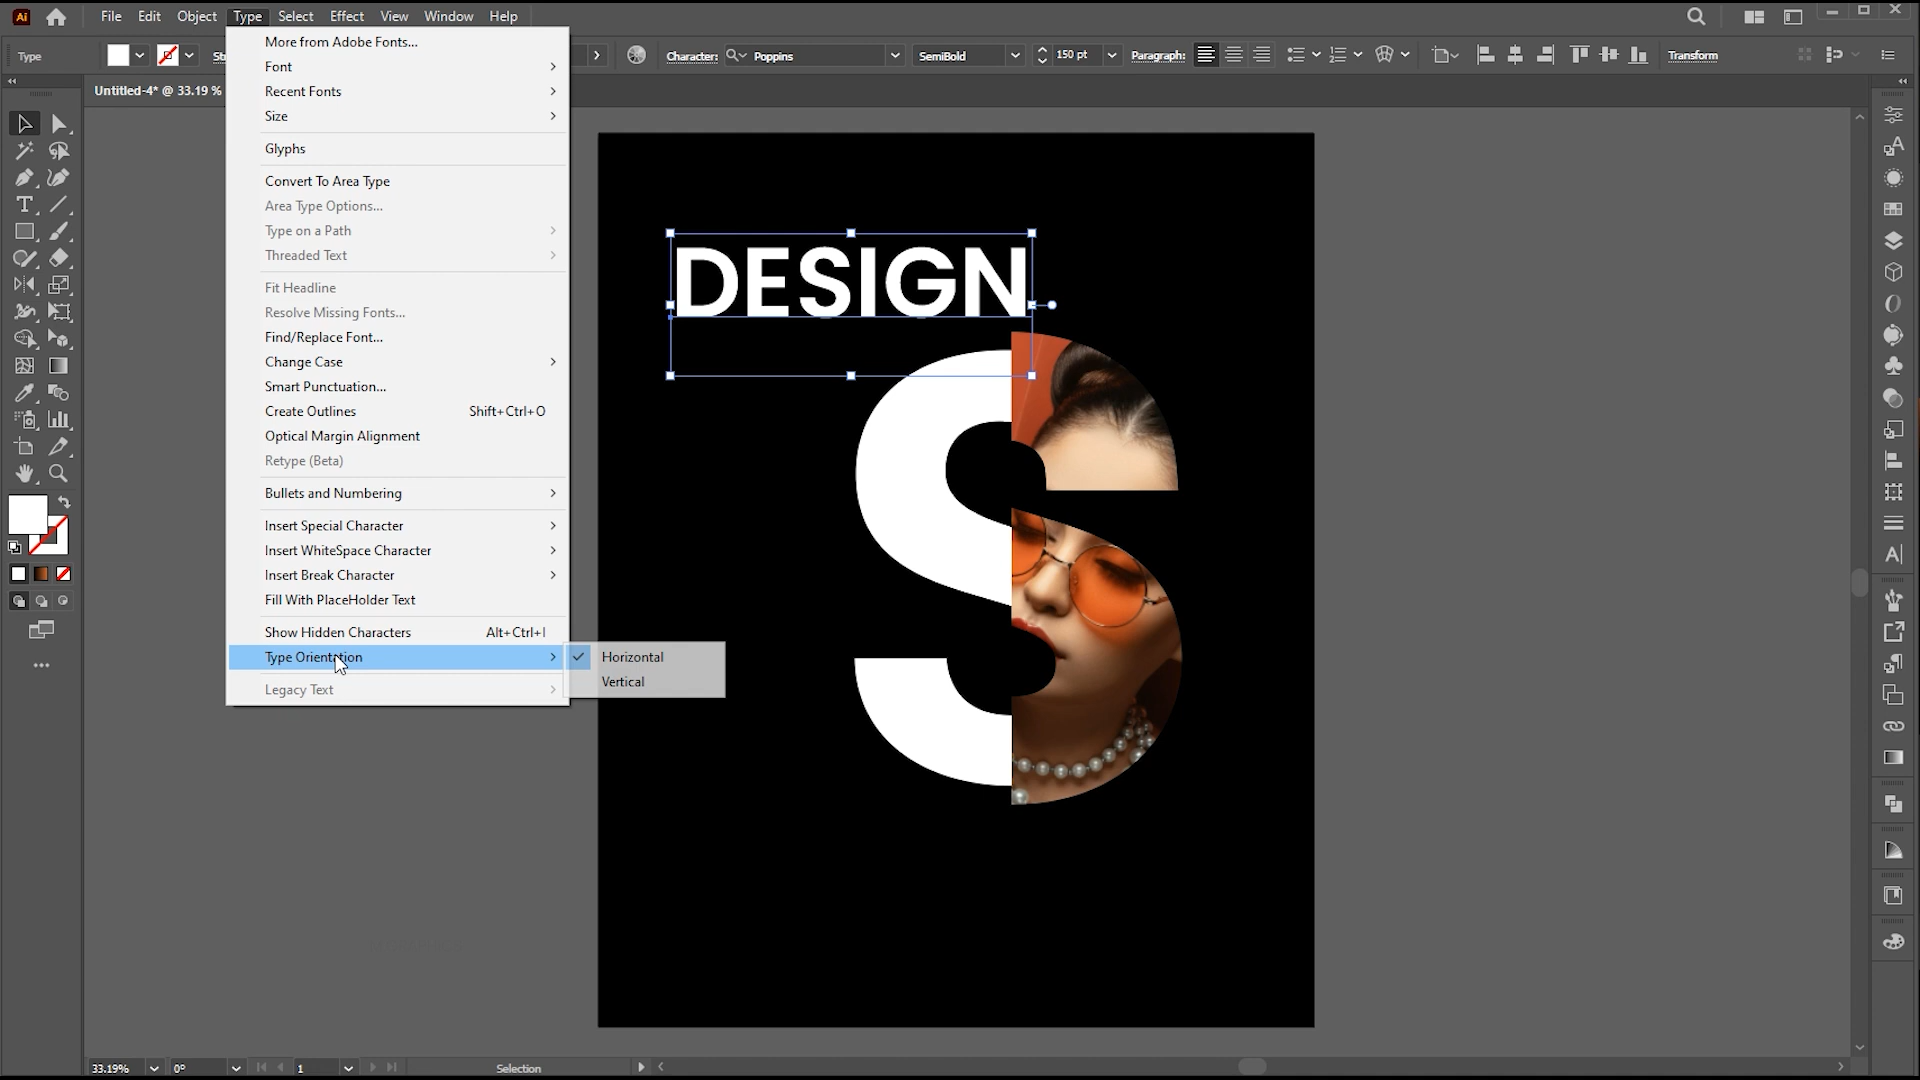 Ai
File Edit Object Type Select Effect View Window Help
Type
Character:
Poppins
SemiBold
150 pt
Paragraph:
Transform
Untitled-4* @ 33.19 %
More from Adobe Fonts...
Font
Recent Fonts
Size
Glyphs
Convert To Area Type
Area Type Options...
Type on a Path
Threaded Text
Fit Headline
Resolve Missing Fonts...
Find/Replace Font...
Change Case
Smart Punctuation...
Create Outlines Shift+Ctrl+O
Optical Margin Alignment
Retype (Beta)
Bullets and Numbering
Insert Special Character
Insert WhiteSpace Character
Insert Break Character
Fill With PlaceHolder Text
Show Hidden Characters Alt+Ctrl+I
Type Orientation
Horizontal
Vertical
Legacy Text
DESIGN
S
33.19%
0°
1
Selection